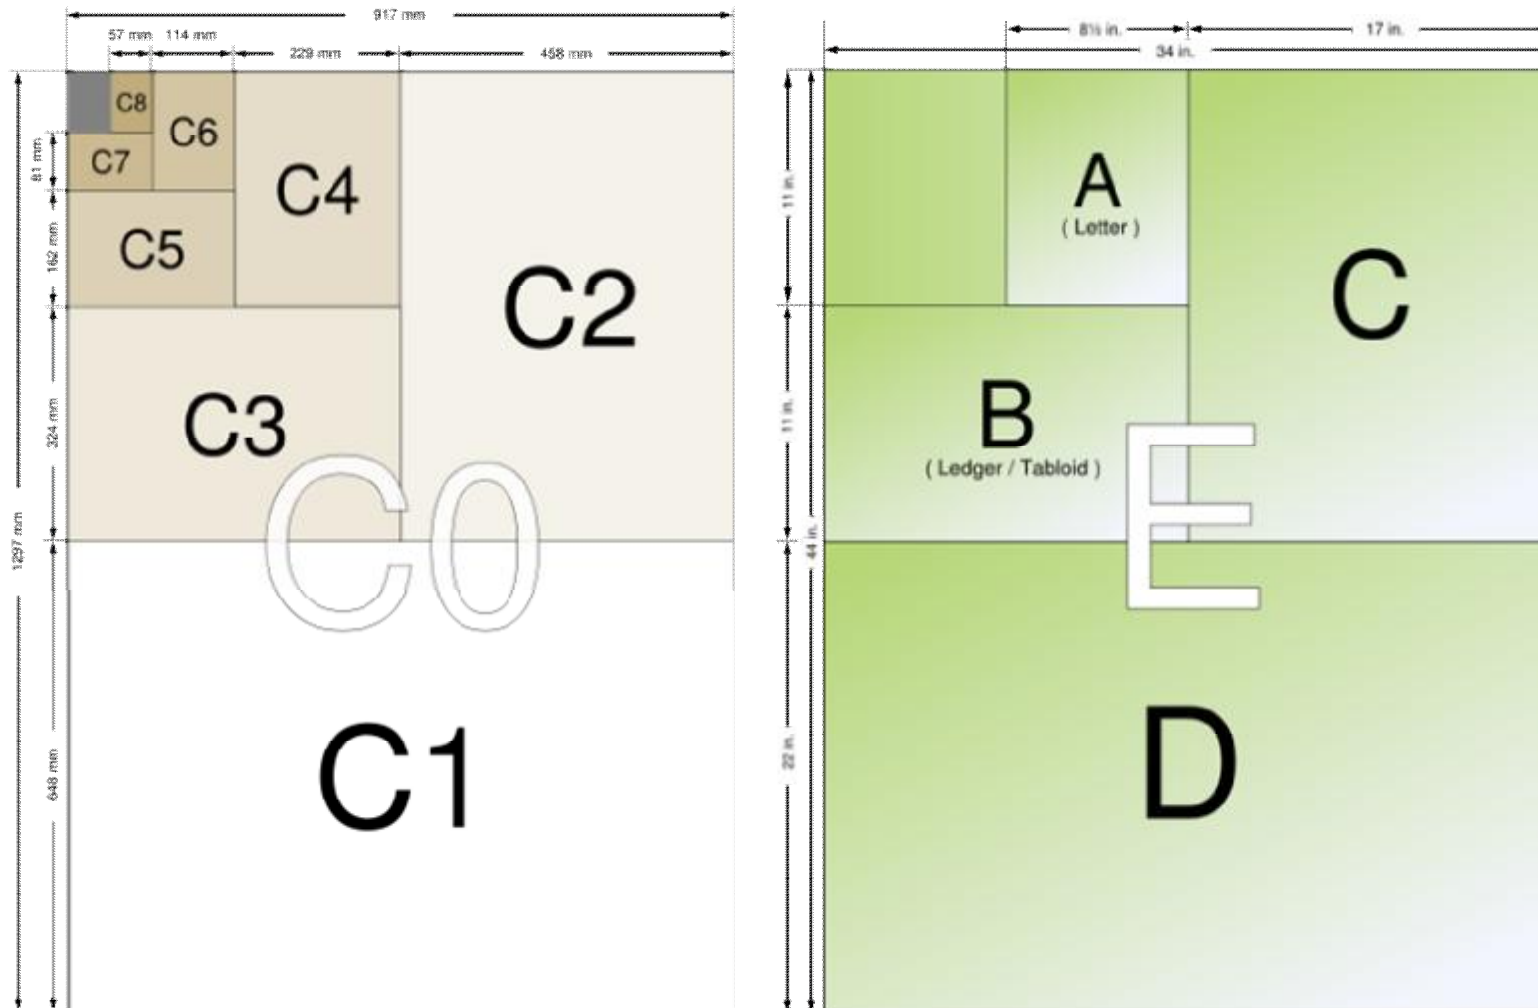 917 mm
57 mm 114 mm
229 mm
458 mm
C8
C6
C7
C4
C5
C2
C3
C0
C1
81 mm
162 mm
324 mm
648 mm
1297 mm
8½ in.
17 in.
34 in.
A
( Letter )
C
B
( Ledger / Tabloid )
E
D
11 in.
11 in.
44 in.
22 in.